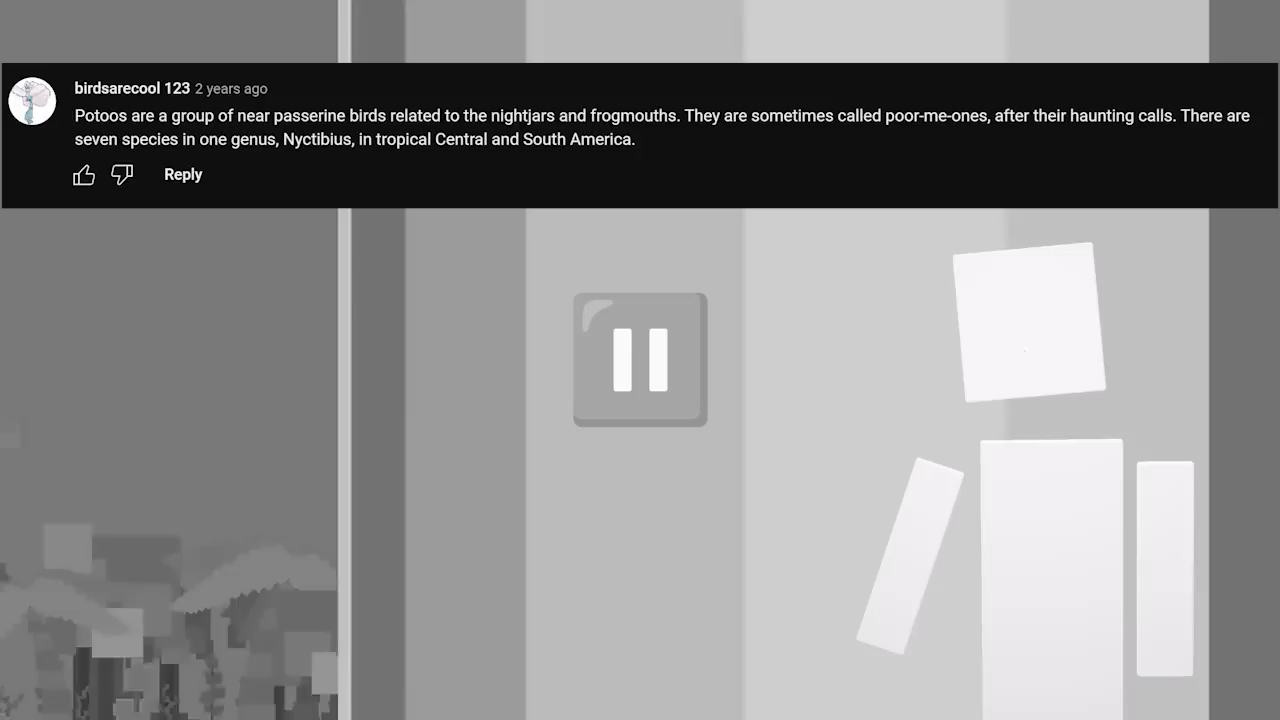 birdsarecool 123 2 years ago
Potoos are a group of near passerine birds related to the nightjars and frogmouths. They are sometimes called poor-me-ones, after their haunting calls. There are
seven species in one genus, Nyctibius, in tropical Central and South America.
Reply